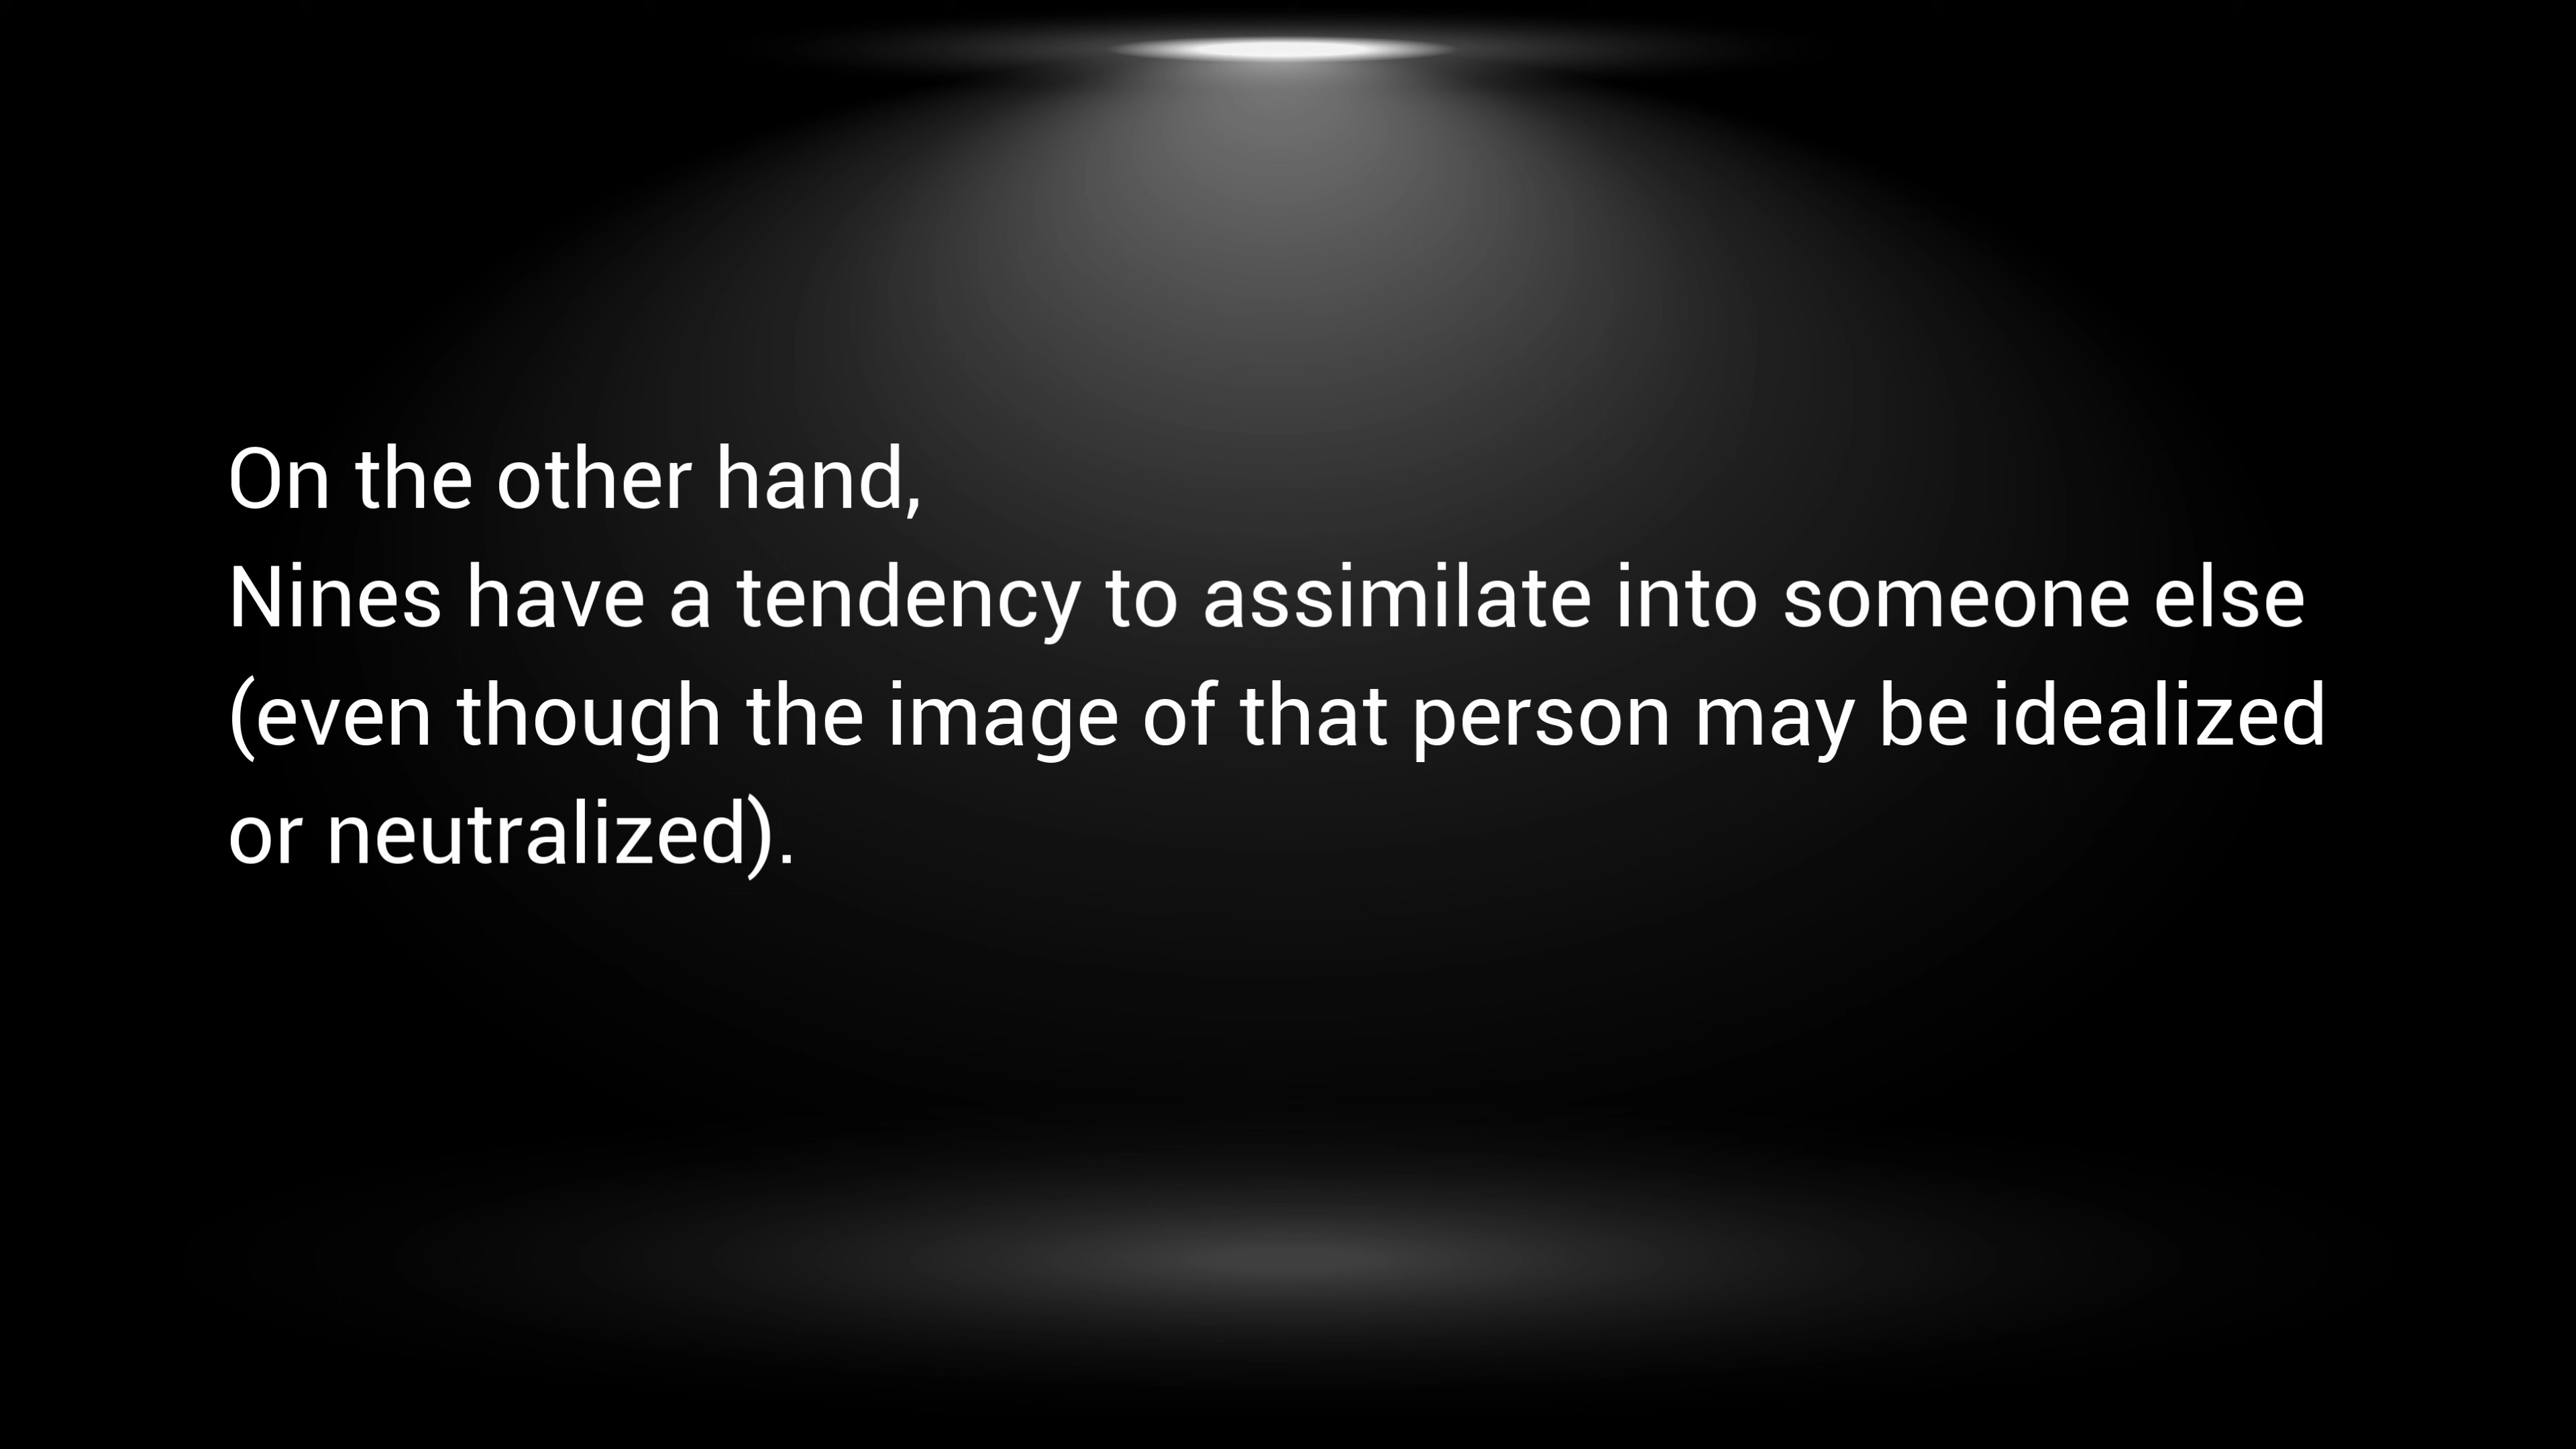 On the other hand,
Nines have a tendency to assimilate into someone else
(even though the image of that person may be idealized
or neutralized).